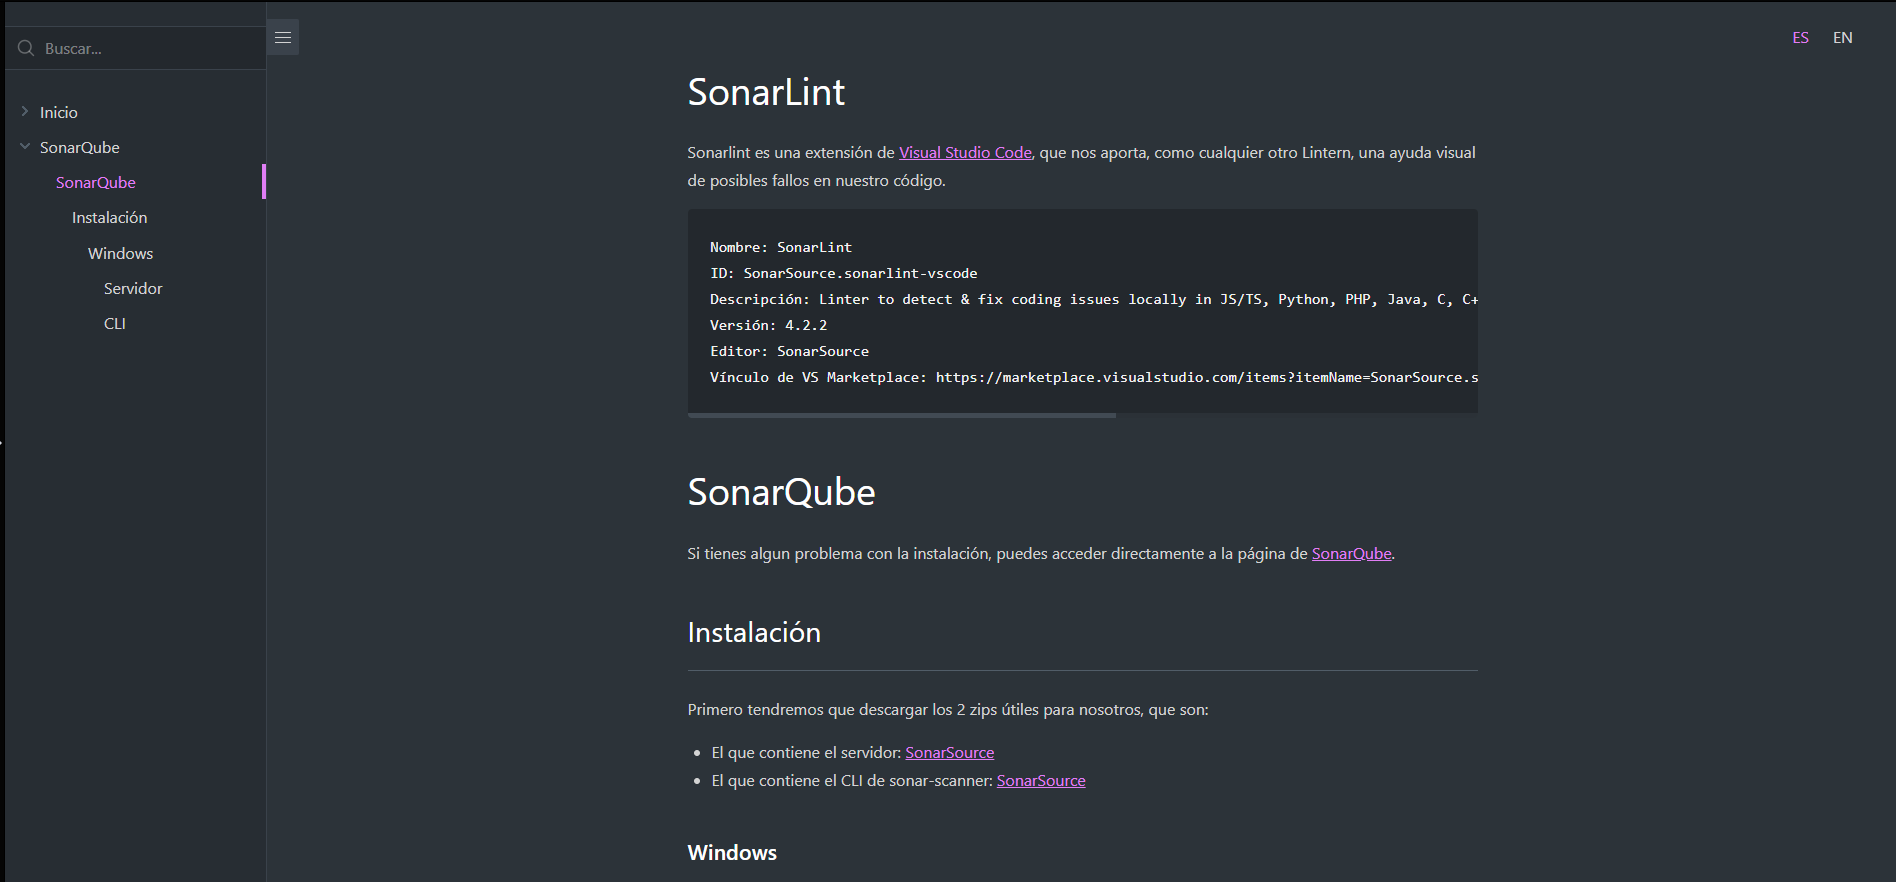 Buscar...
Inicio
SonarQube
SonarQube
Instalación
Windows
Servidor
CLI
ES EN
SonarLint
Sonarlint es una extensión de Visual Studio Code, que nos aporta, como cualquier otro Lintern, una ayuda visual
de posibles fallos en nuestro código.
Nombre: SonarLint
ID: SonarSource.sonarlint-vscode
Descripción: Linter to detect & fix coding issues locally in JS/TS, Python, PHP, Java, C, C+
Versión: 4.2.2
Editor: SonarSource
Vínculo de VS Marketplace: https://marketplace.visualstudio.com/items?itemName=SonarSource.s
SonarQube
Si tienes algun problema con la instalación, puedes acceder directamente a la página de SonarQube.
Instalación
Primero tendremos que descargar los 2 zips útiles para nosotros, que son:
El que contiene el servidor: SonarSource
El que contiene el CLI de sonar-scanner: SonarSource
Windows